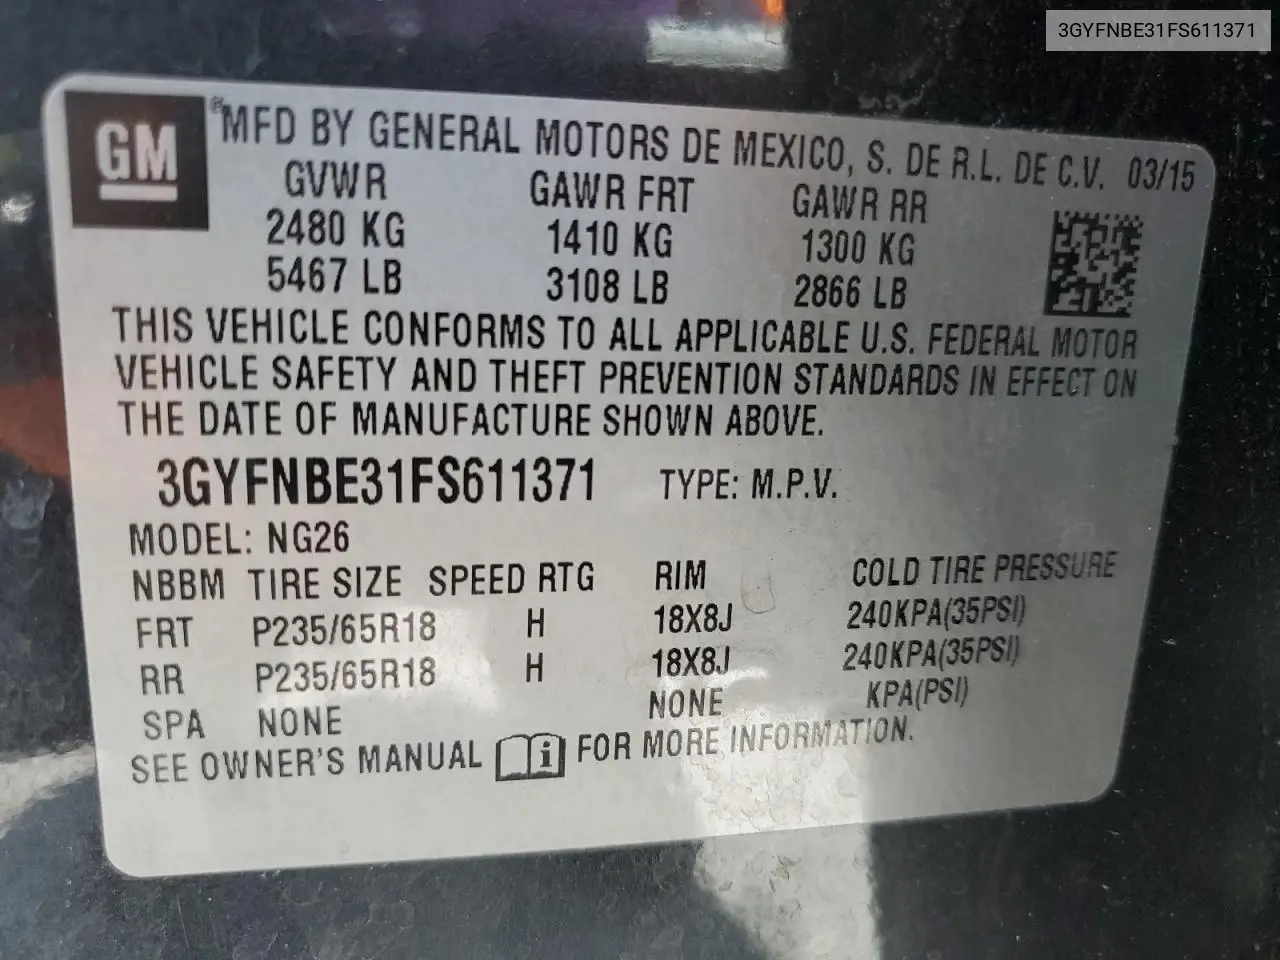 3GYFNBE31FS611371
GM ® MFD BY GENERAL MOTORS DE MEXICO, S. DE R.L. DE C.V. 03/15
GVWR GAWR FRT GAWR RR
2480 KG 1410 KG 1300 KG
5467 LB 3108 LB 2866 LB
THIS VEHICLE CONFORMS TO ALL APPLICABLE U.S. FEDERAL MOTOR
VEHICLE SAFETY AND THEFT PREVENTION STANDARDS IN EFFECT ON
THE DATE OF MANUFACTURE SHOWN ABOVE.
3GYFNBE31FS611371 TYPE: M.P.V.
MODEL: NG26
NBBM TIRE SIZE SPEED RTG RIM COLD TIRE PRESSURE
FRT P235/65R18 H 18X8J 240KPA(35PSI)
RR P235/65R18 H 18X8J 240KPA(35PSI)
SPA NONE NONE KPA(PSI)
SEE OWNER'S MANUAL i FOR MORE INFORMATION.